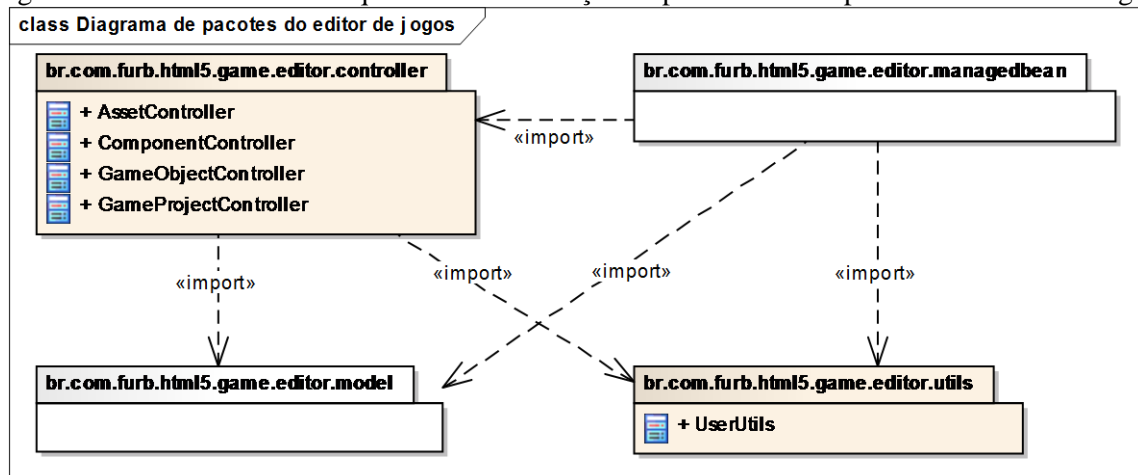 class Diagrama de pacotes do editor de jogos
br.com.furb.html5.game.editor.controller
+ AssetController
+ ComponentController
+ GameObjectController
+ GameProjectController
br.com.furb.html5.game.editor.managedbean
«import»
«import»
«import»
«import»
«import»
br.com.furb.html5.game.editor.model
br.com.furb.html5.game.editor.utils
+ UserUtils